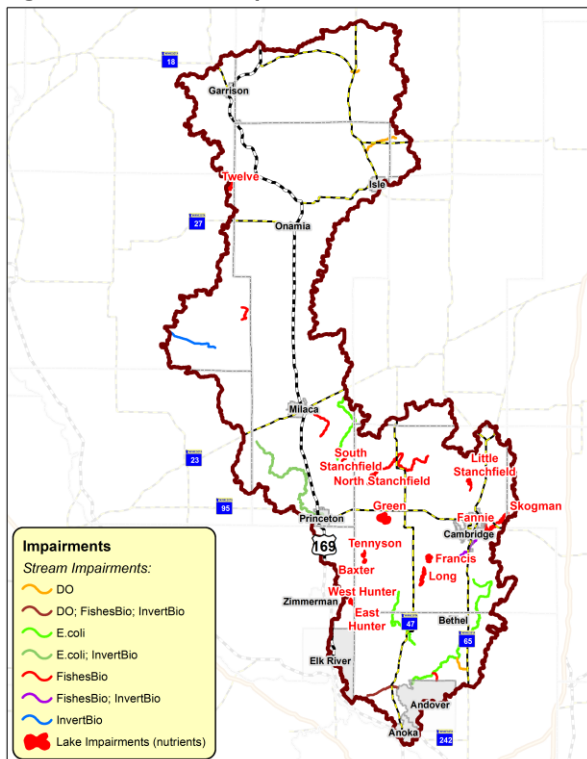 18
Garrison
Twelve
Isle
27
Onamia
Milaca
23
South
Stanchfield
North Stanchfield
Little
Stanchfield
95
Princeton
Green
Fannie
Skogman
Cambridge
169
Tennyson
Baxter
Francis
Long
Zimmerman
West Hunter
East
Hunter
47
Bethel
65
Elk River
Andover
Anoka
242
Impairments
Stream Impairments:
DO
DO; FishesBio; InvertBio
E.coli
E.coli; InvertBio
FishesBio
FishesBio; InvertBio
InvertBio
Lake Impairments (nutrients)